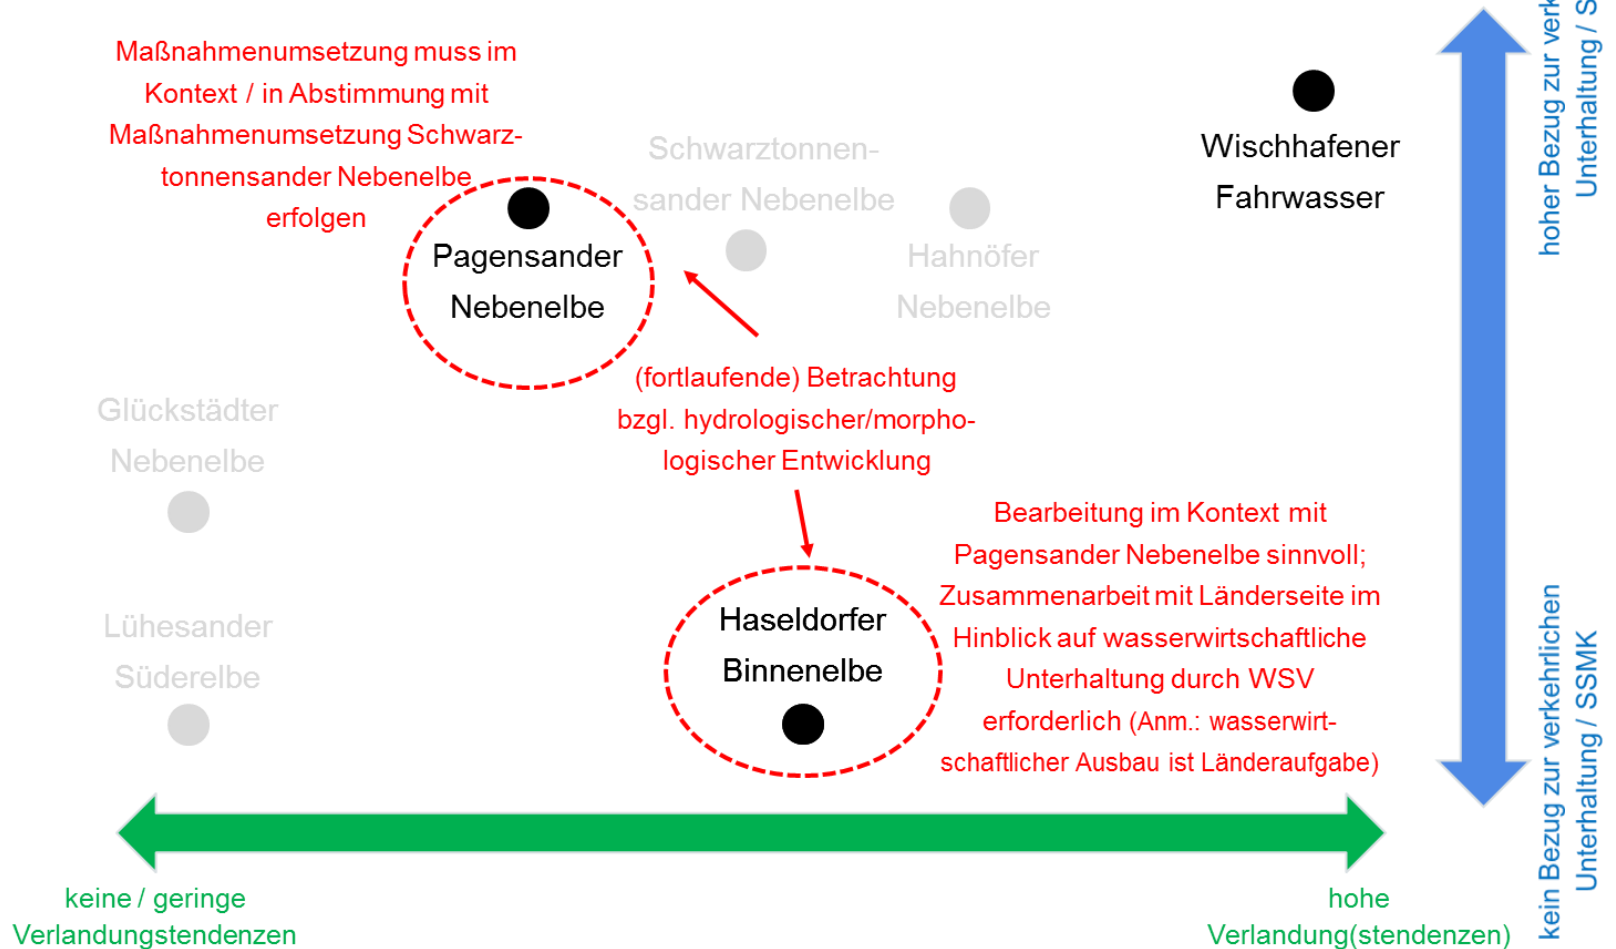 Maßnahmenumsetzung muss im
Kontext / in Abstimmung mit
Maßnahmenumsetzung Schwarz-
tonnensander Nebenelbe
erfolgen
Pagensander
Nebenelbe
Schwarztonnen-
sander Nebenelbe
Hahnöfer
Nebenelbe
Wischhafener
Fahrwasser
(fortlaufende) Betrachtung
bzgl. hydrologischer/morpho-
logischer Entwicklung
Glückstädter
Nebenelbe
Lühesander
Süderelbe
Haseldorfer
Binnenelbe
Bearbeitung im Kontext mit
Pagensander Nebenelbe sinnvoll;
Zusammenarbeit mit Länderseite im
Hinblick auf wasserwirtschaftliche
Unterhaltung durch WSV
erforderlich (Anm.: wasserwirt-
schaftlicher Ausbau ist Länderaufgabe)
hoher Bezug zur
Unterhaltung /
kein Bezug zur verkehrlichen
Unterhaltung / SSMK
keine / geringe
Verlandungstendenzen
hohe
Verlandung(stendenzen)